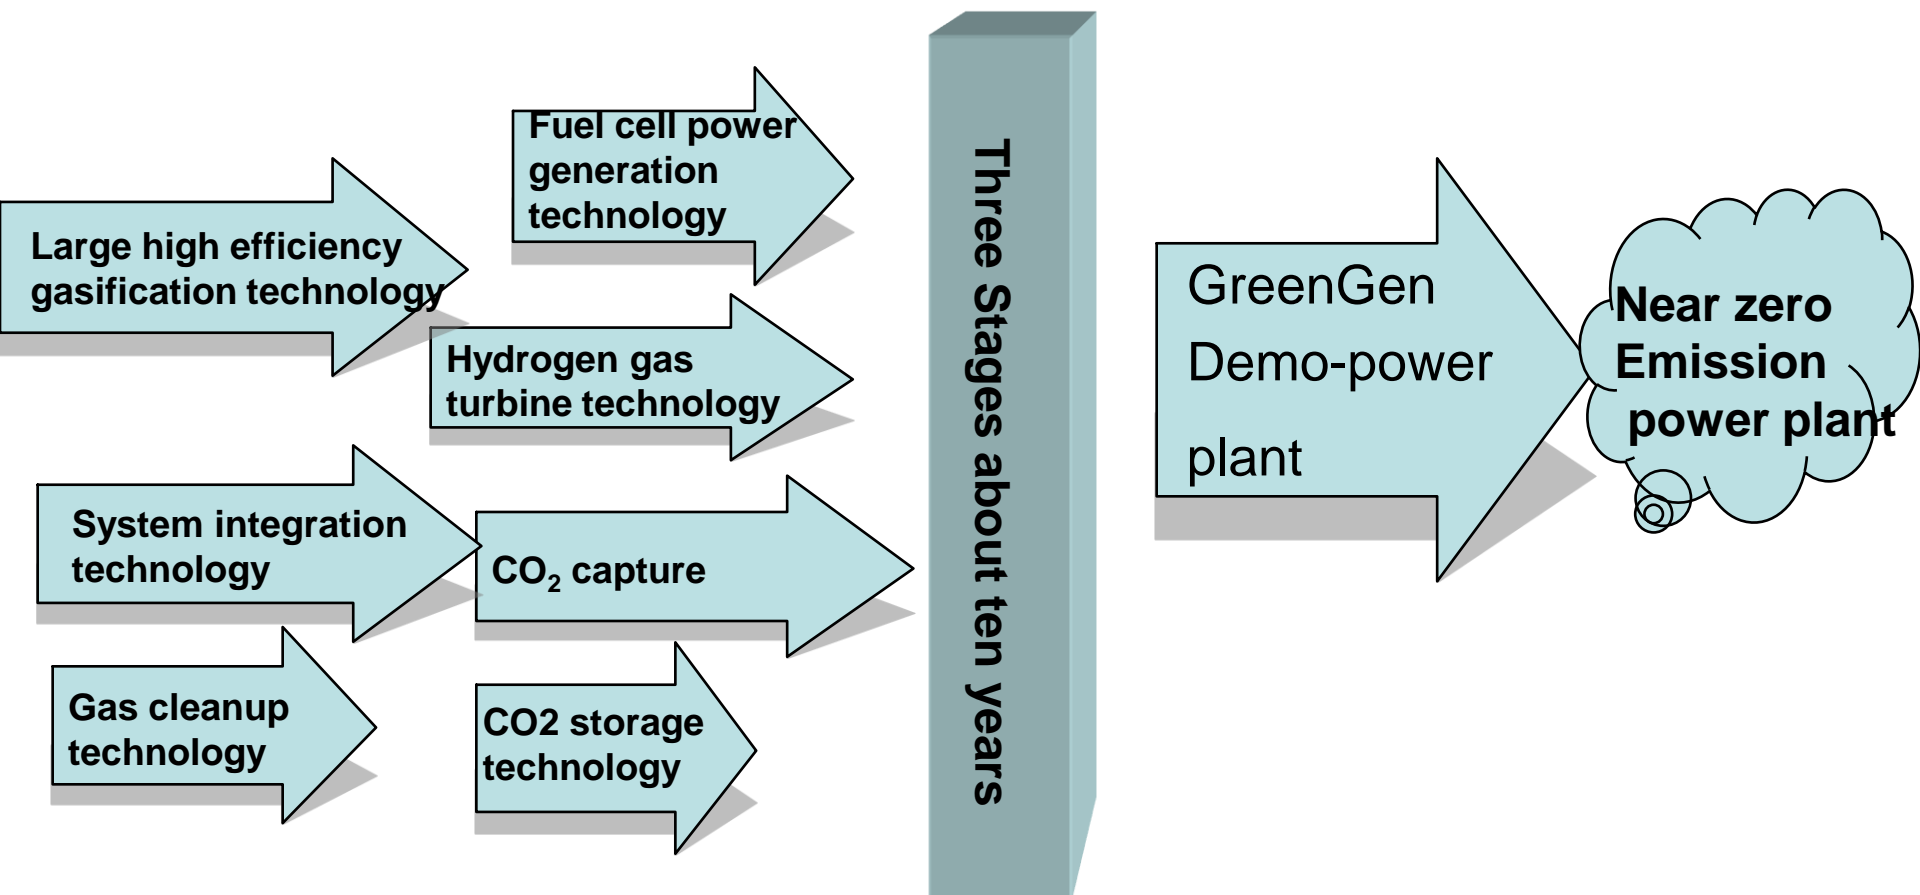 Large high efficiency
gasification technology
Fuel cell power
generation
technology
Hydrogen gas
turbine technology
System integration
technology
CO₂ capture
Gas cleanup
technology
CO2 storage
technology
Three Stages about ten years
GreenGen
Demo-power
plant
Near zero
Emission
power plant